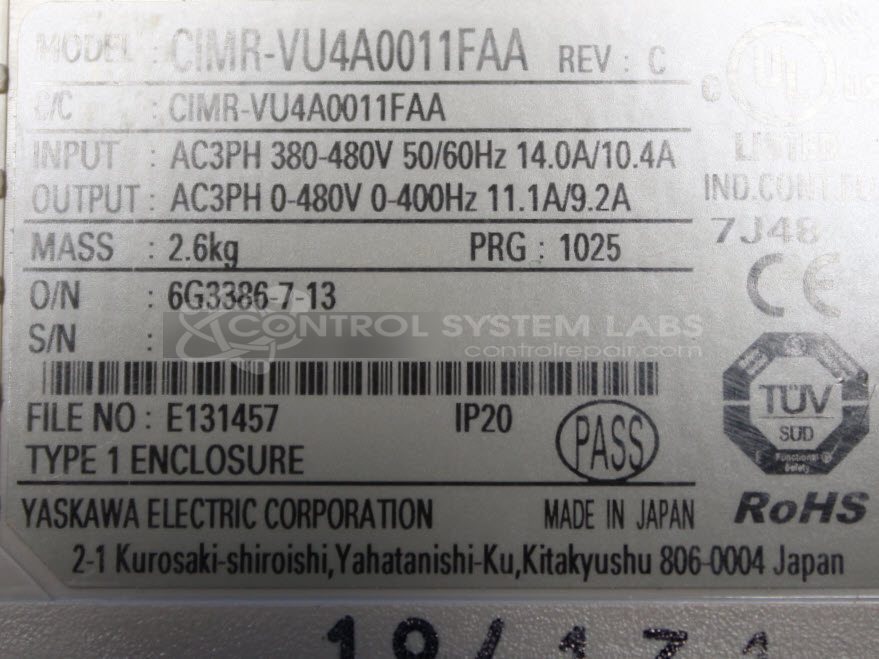 MODEL : CIMR-VU4A0011FAA REV : C
C/C : CIMR-VU4A0011FAA
INPUT : AC3PH 380-480V 50/60Hz 14.0A/10.4A
OUTPUT : AC3PH 0-480V 0-400Hz 11.1A/9.2A
MASS : 2.6kg PRG : 1025
O/N : 6G3386-7-13
S/N :
CONTROL SYSTEM LABS
controlrepair.com
FILE NO : E131457 IP20
TYPE 1 ENCLOSURE
PASS
YASKAWA ELECTRIC CORPORATION MADE IN JAPAN
2-1 Kurosaki-shiroishi,Yahatanishi-Ku,Kitakyushu 806-0004 Japan
C UL
LISTED
IND.CONT.
7J48
CE
TÜV
SÜD
Functional
Safety
RoHS